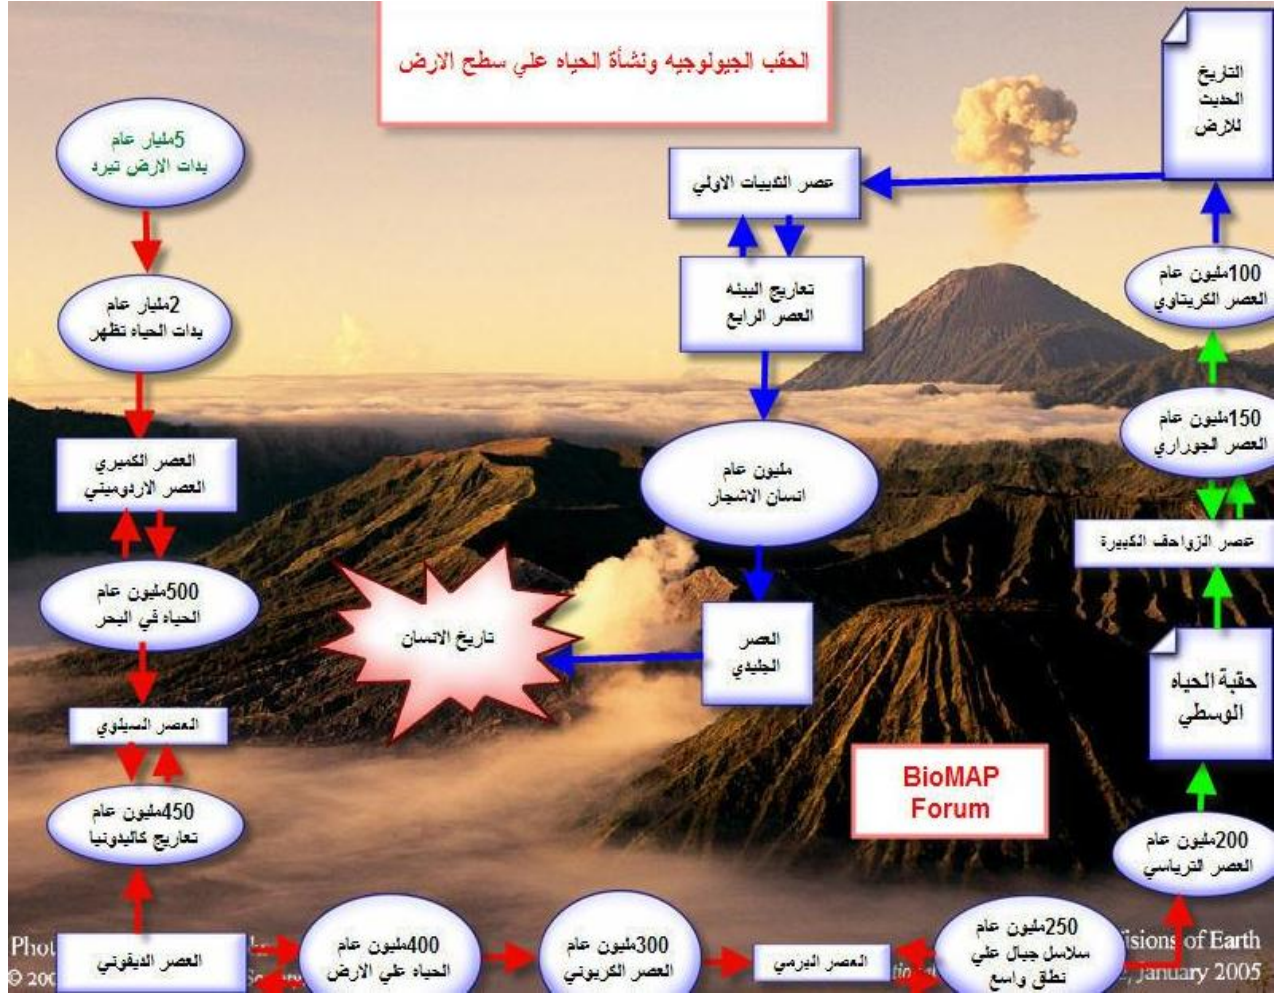 الحقب الجيولوجيه ونشأة الحياه علي سطح الارض
5مليار عام
بدات الارض تبرد
2مليار عام
بدات الحياه تظهر
العصر الكمبري
العصر الاردوميتي
500مليون عام
الحياه في البحر
العصر السيلوي
450مليون عام
تعاريج كاليدونيا
العصر الديقوني
400مليون عام
الحياه علي الارض
300مليون عام
العصر الكربوني
العصر البرمي
250مليون عام
سلاسل جبال علي
نطق واسع
200مليون عام
العصر الترياسي
حقبة الحياه
الوسطي
عصر الزواحف الكبيرة
150مليون عام
العصر الجوراري
100مليون عام
العصر الكريتاوي
التاريخ
الحديث
للارض
عصر الثدييات الاولي
تعاريج البيئه
العصر الرابع
مليون عام
انسان الاشجار
العصر
الجليدي
تاريخ الانسان
BioMAP
Forum
isions of Earth
January 2005